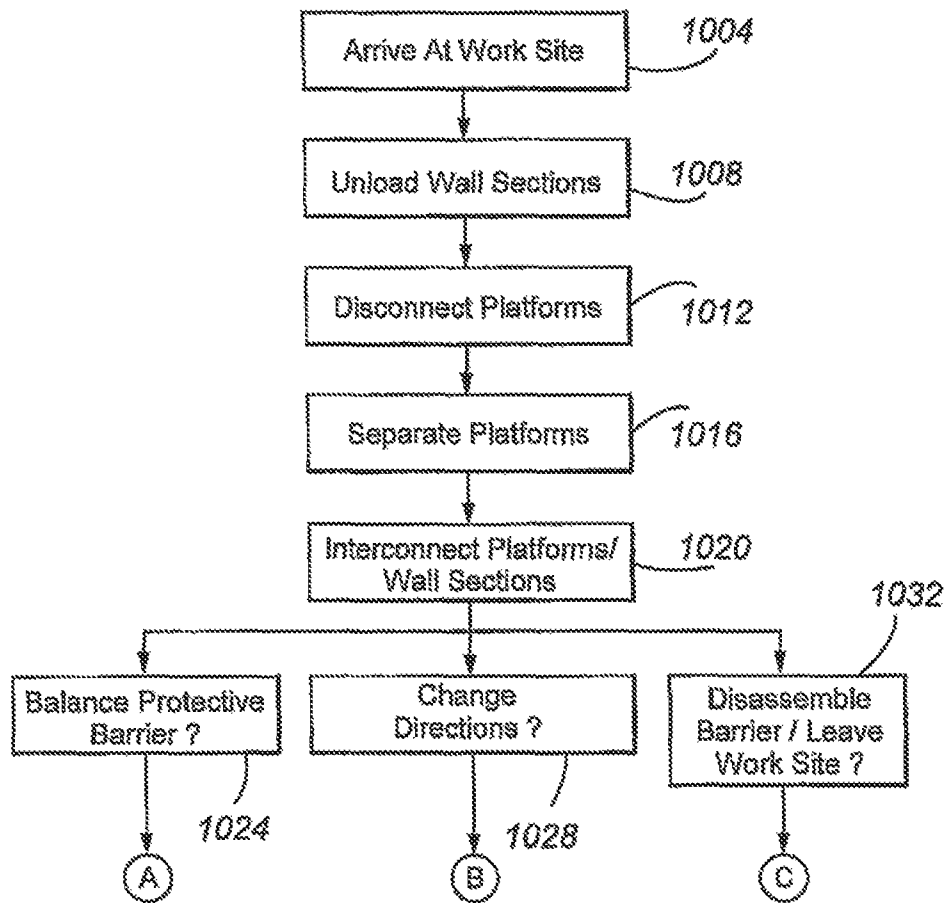 Arrive At Work Site
1004
Unload Wall Sections
1008
Disconnect Platforms
1012
Separate Platforms
1016
Interconnect Platforms/
Wall Sections
1020
Balance Protective
Barrier ?
1024
Change
Directions ?
1028
Disassemble
Barrier / Leave
Work Site ?
1032
A
B
C